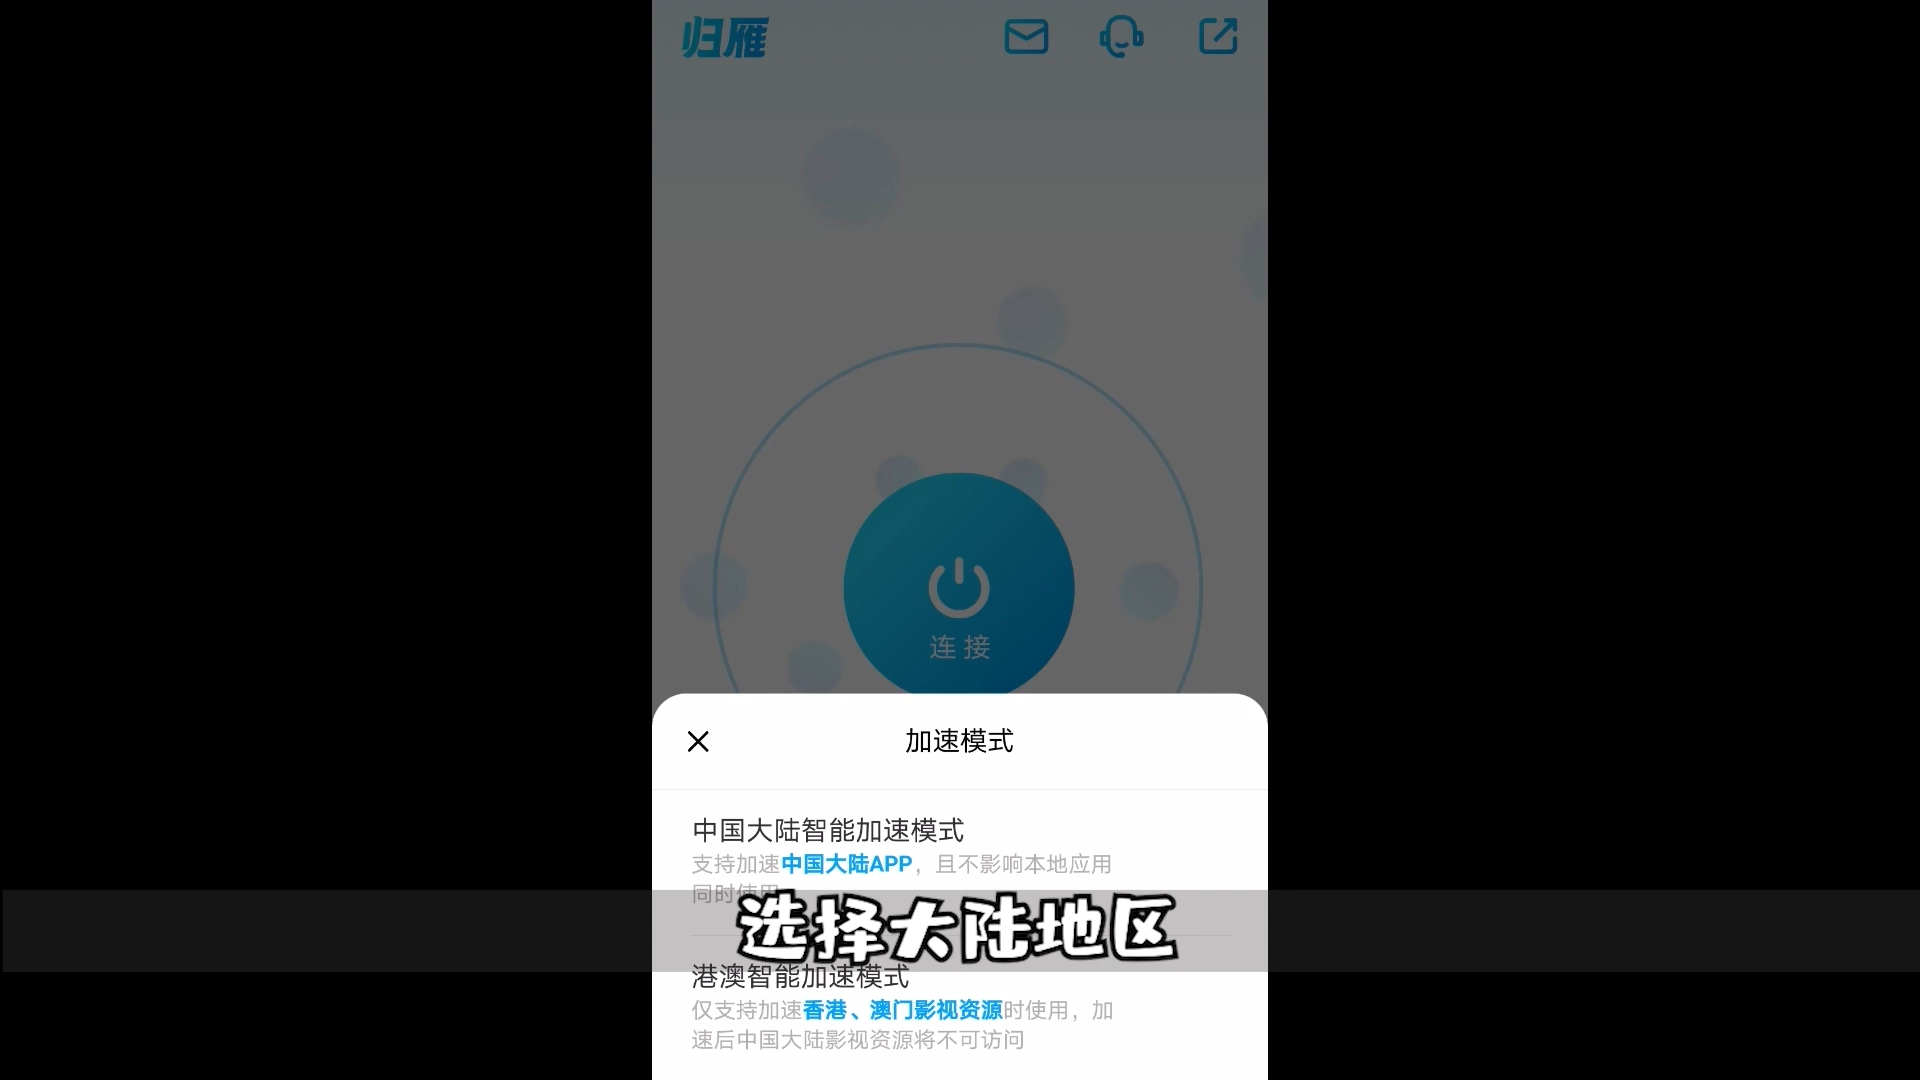 归雁
连接
加速模式
中国大陆智能加速模式
支持加速中国大陆APP，且不影响本地应用
同时使用
选择大陆地区
港澳智能加速模式
仅支持加速香港、澳门影视资源时使用，加
速后中国大陆影视资源将不可访问